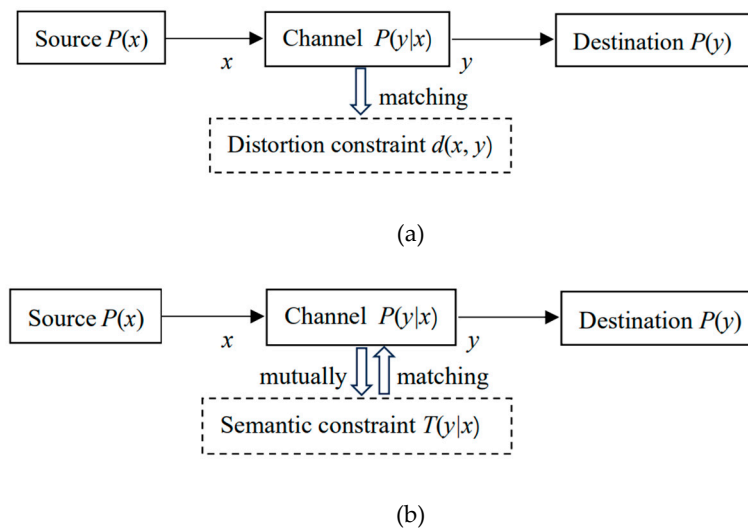 Source P(x)
x
Channel P(y|x)
y
Destination P(y)
matching
Distortion constraint d(x, y)
(a)
Source P(x)
x
Channel P(y|x)
y
Destination P(y)
mutually
matching
Semantic constraint T(y|x)
(b)